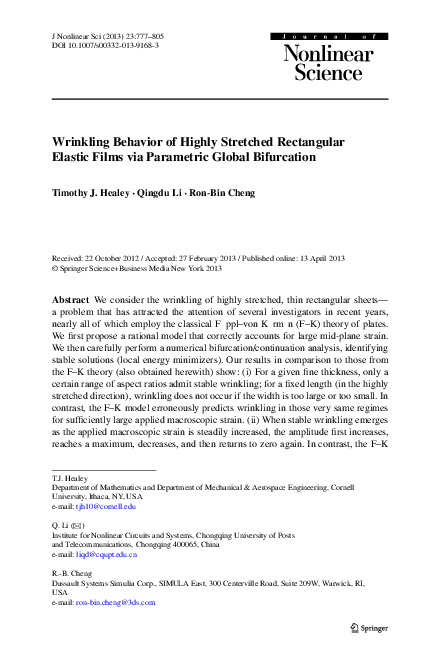 J Nonlinear Sci (2013) 23:777–805
DOI 10.1007/s00332-013-9168-3
Journal of
Nonlinear
Science
Wrinkling Behavior of Highly Stretched Rectangular
Elastic Films via Parametric Global Bifurcation
Timothy J. Healey · Qingdu Li · Ron-Bin Cheng
Received: 22 October 2012 / Accepted: 27 February 2013 / Published online: 13 April 2013
© Springer Science+Business Media New York 2013
Abstract We consider the wrinkling of highly stretched, thin rectangular sheets—
a problem that has attracted the attention of several investigators in recent years,
nearly all of which employ the classical F ppl–von K rm n (F–K) theory of plates.
We first propose a rational model that correctly accounts for large mid-plane strain.
We then carefully perform a numerical bifurcation/continuation analysis, identifying
stable solutions (local energy minimizers). Our results in comparison to those from
the F–K theory (also obtained herewith) show: (i) For a given fine thickness, only a
certain range of aspect ratios admit stable wrinkling; for a fixed length (in the highly
stretched direction), wrinkling does not occur if the width is too large or too small. In
contrast, the F–K model erroneously predicts wrinkling in those very same regimes
for sufficiently large applied macroscopic strain. (ii) When stable wrinkling emerges
as the applied macroscopic strain is steadily increased, the amplitude first increases,
reaches a maximum, decreases, and then returns to zero again. In contrast, the F–K
T.J. Healey
Department of Mathematics and Department of Mechanical & Aerospace Engineering, Cornell
University, Ithaca, NY, USA
e-mail: tjh10@cornell.edu
Q. Li (✉)
Institute for Nonlinear Circuits and Systems, Chongqing University of Posts
and Telecommunications, Chongqing 400065, China
e-mail: liqd@cqupt.edu.cn
R.-B. Cheng
Dassault Systems Simulia Corp., SIMULA East, 300 Centerville Road, Suite 209W, Warwick, RI,
USA
e-mail: ron-bin.cheng@3ds.com
Springer